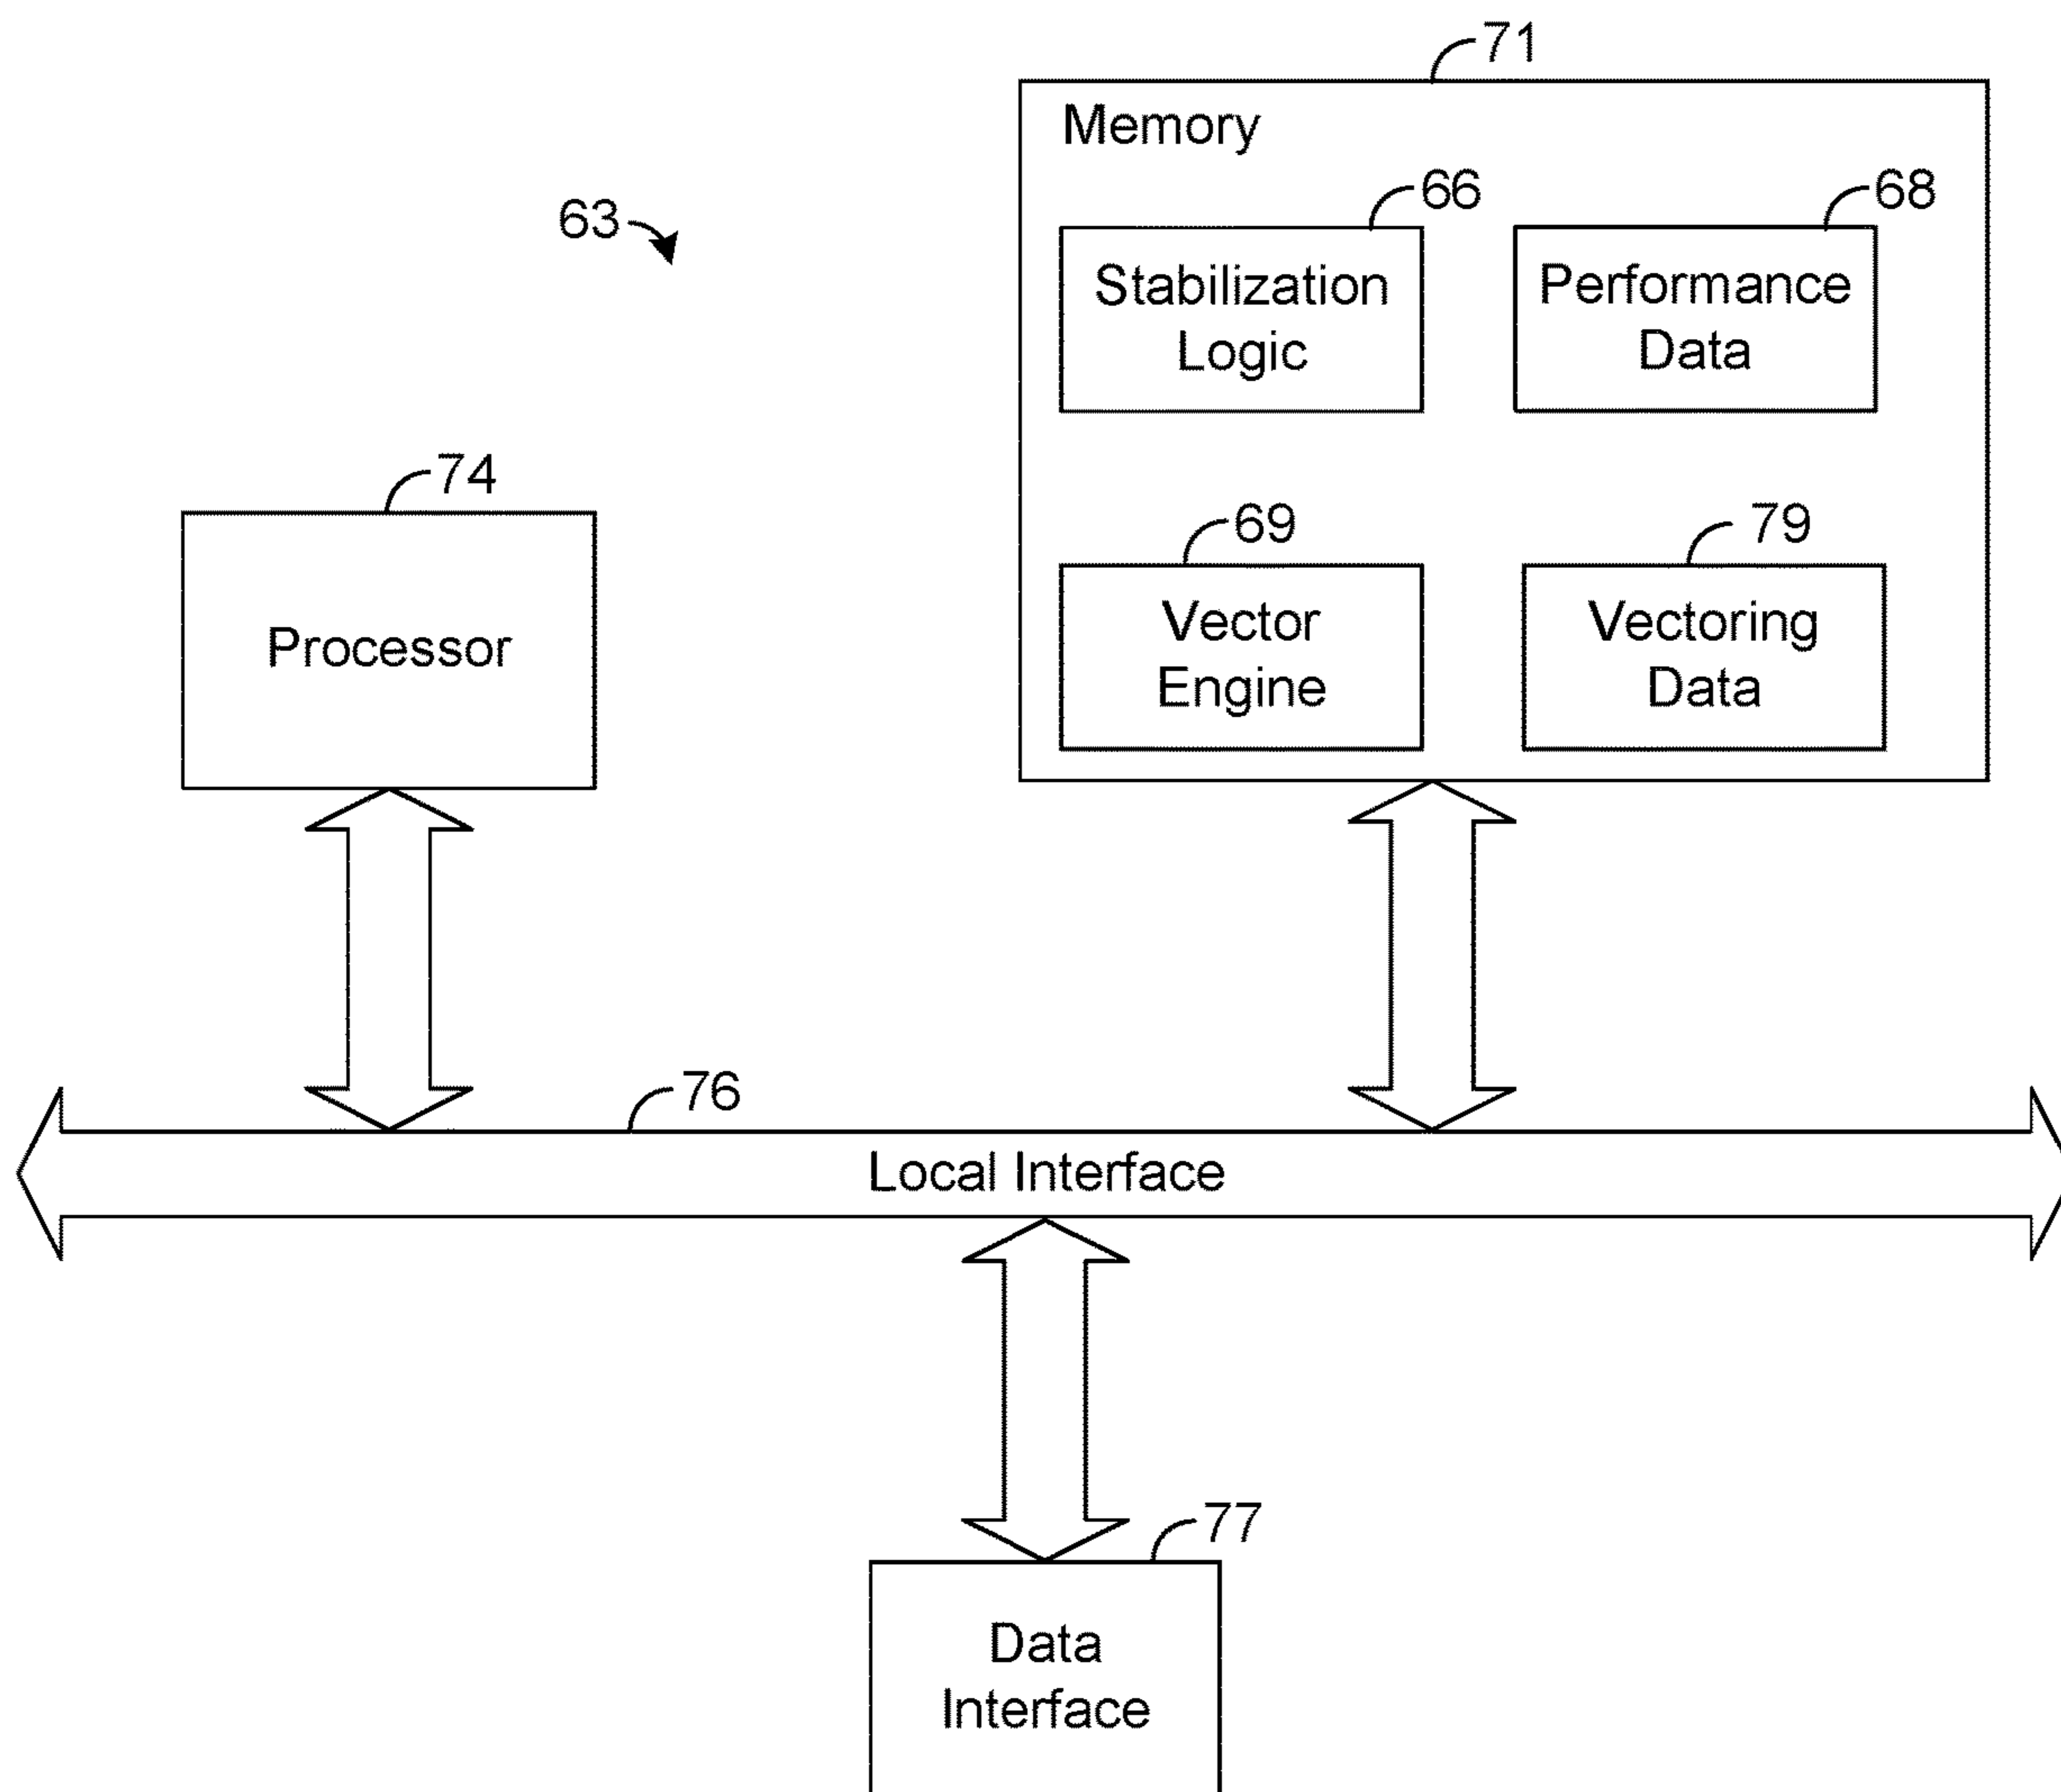 71
Memory
63
66
68
Stabilization
Logic
Performance
Data
74
Processor
69
79
Vector
Engine
Vectoring
Data
76
Local Interface
77
Data
Interface